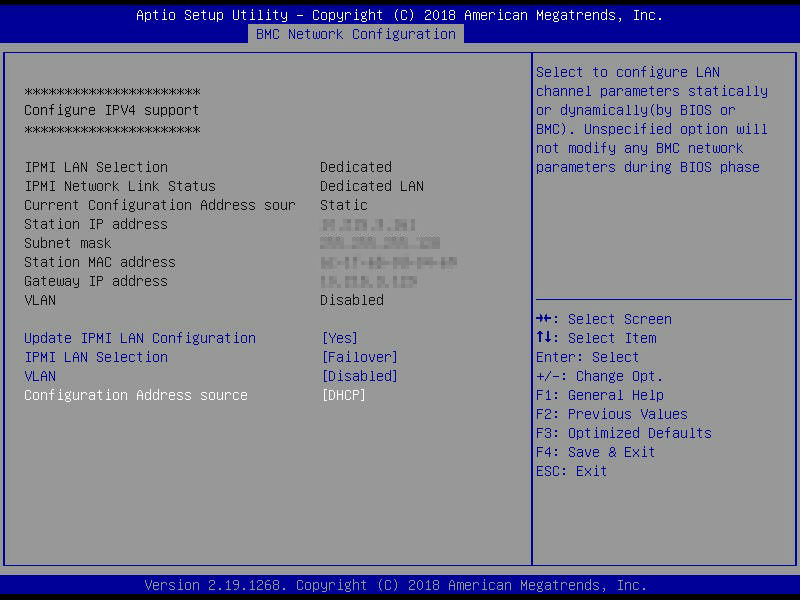 Aptio Setup Utility – Copyright (C) 2018 American Megatrends, Inc.
BMC Network Configuration
**********************
Configure IPV4 support
**********************
IPMI LAN Selection Dedicated
IPMI Network Link Status Dedicated LAN
Current Configuration Address sour Static
Station IP address
Subnet mask
Station MAC address
Gateway IP address
VLAN Disabled
Update IPMI LAN Configuration [Yes]
IPMI LAN Selection [Failover]
VLAN [Disabled]
Configuration Address source [DHCP]
Select to configure LAN
channel parameters statically
or dynamically(by BIOS or
BMC). Unspecified option will
not modify any BMC network
parameters during BIOS phase
→←: Select Screen
↑↓: Select Item
Enter: Select
+/-: Change Opt.
F1: General Help
F2: Previous Values
F3: Optimized Defaults
F4: Save & Exit
ESC: Exit
Version 2.19.1268. Copyright (C) 2018 American Megatrends, Inc.